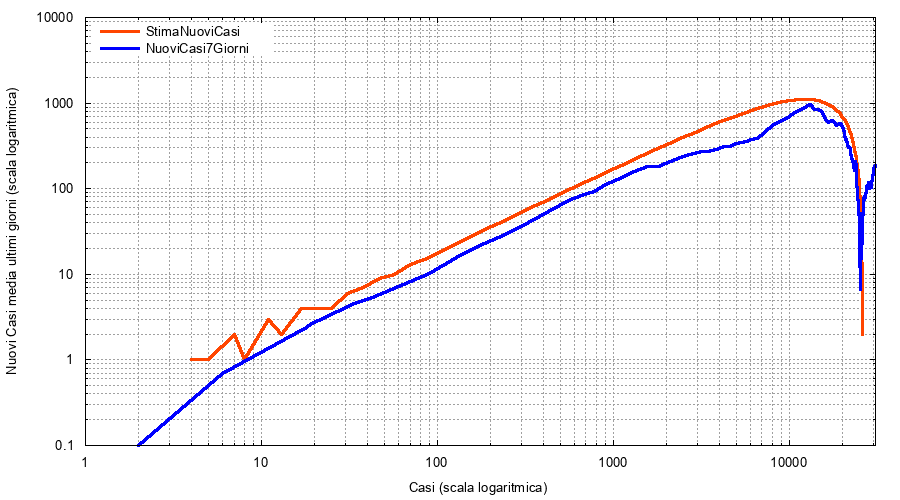 10000
StimaNuoviCasi
NuoviCasi7Giorni
1000
100
10
1
0.1
Nuovi Casi media ultimi giorni (scala logaritmica)
1 10 100 1000 10000
Casi (scala logaritmica)